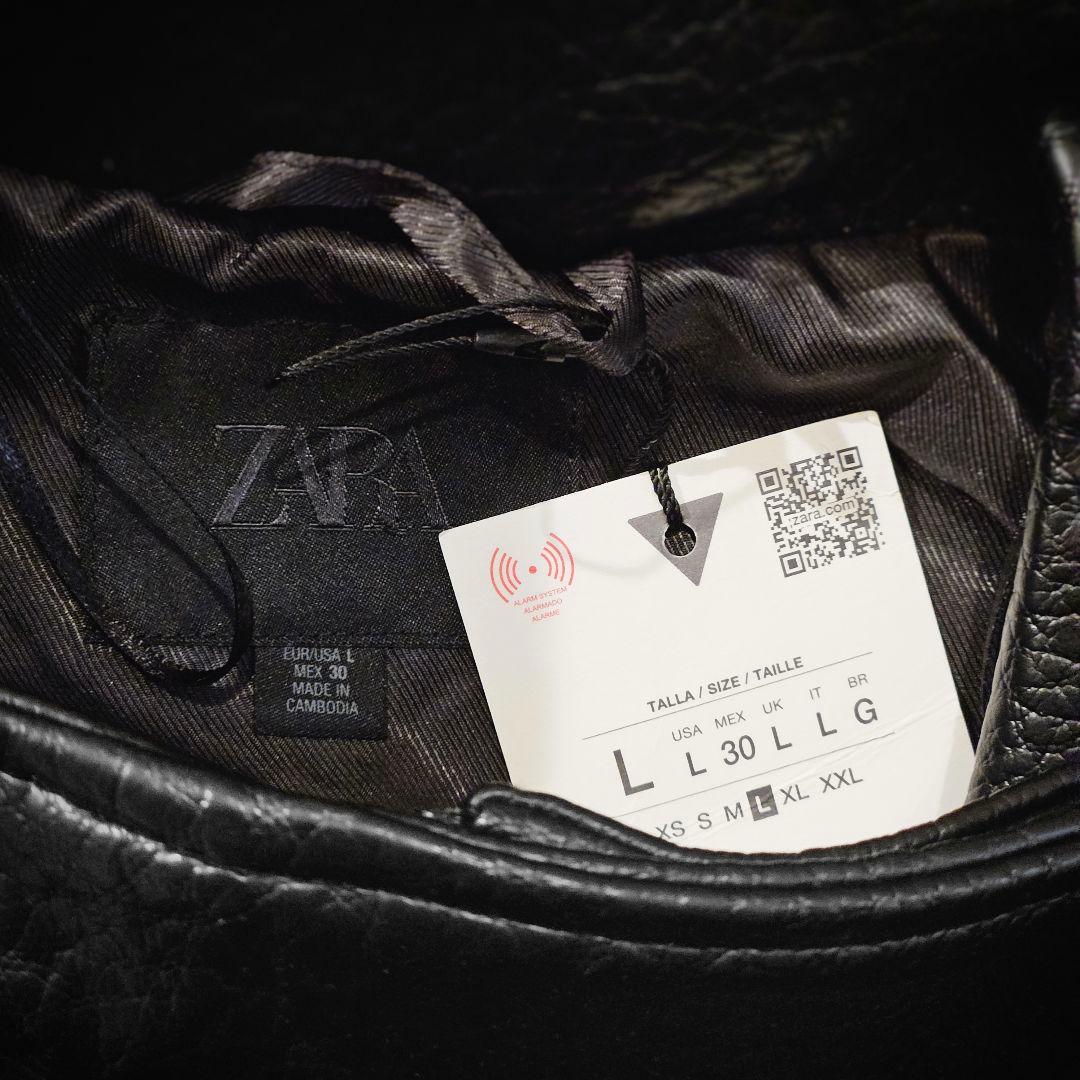 ZARA
EUR/USA L
MEX 30
MADE IN
CAMBODIA
ALARM SYSTEM
ALARMADO
ALARME
zara.com
TALLA / SIZE / TAILLE
USA MEX UK IT BR
L L 30 L L G
XS S M L XL XXL